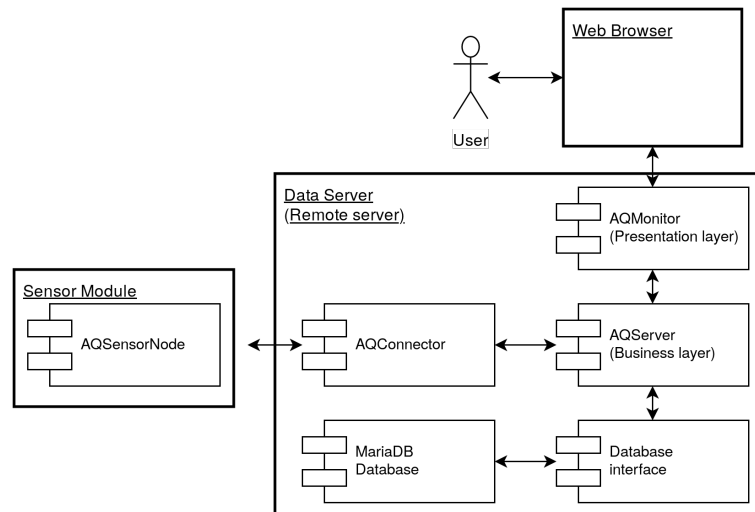 Web Browser
User
Data Server
(Remote server)
AQMonitor
(Presentation layer)
Sensor Module
AQSensorNode
AQConnector
AQServer
(Business layer)
MariaDB
Database
Database
interface